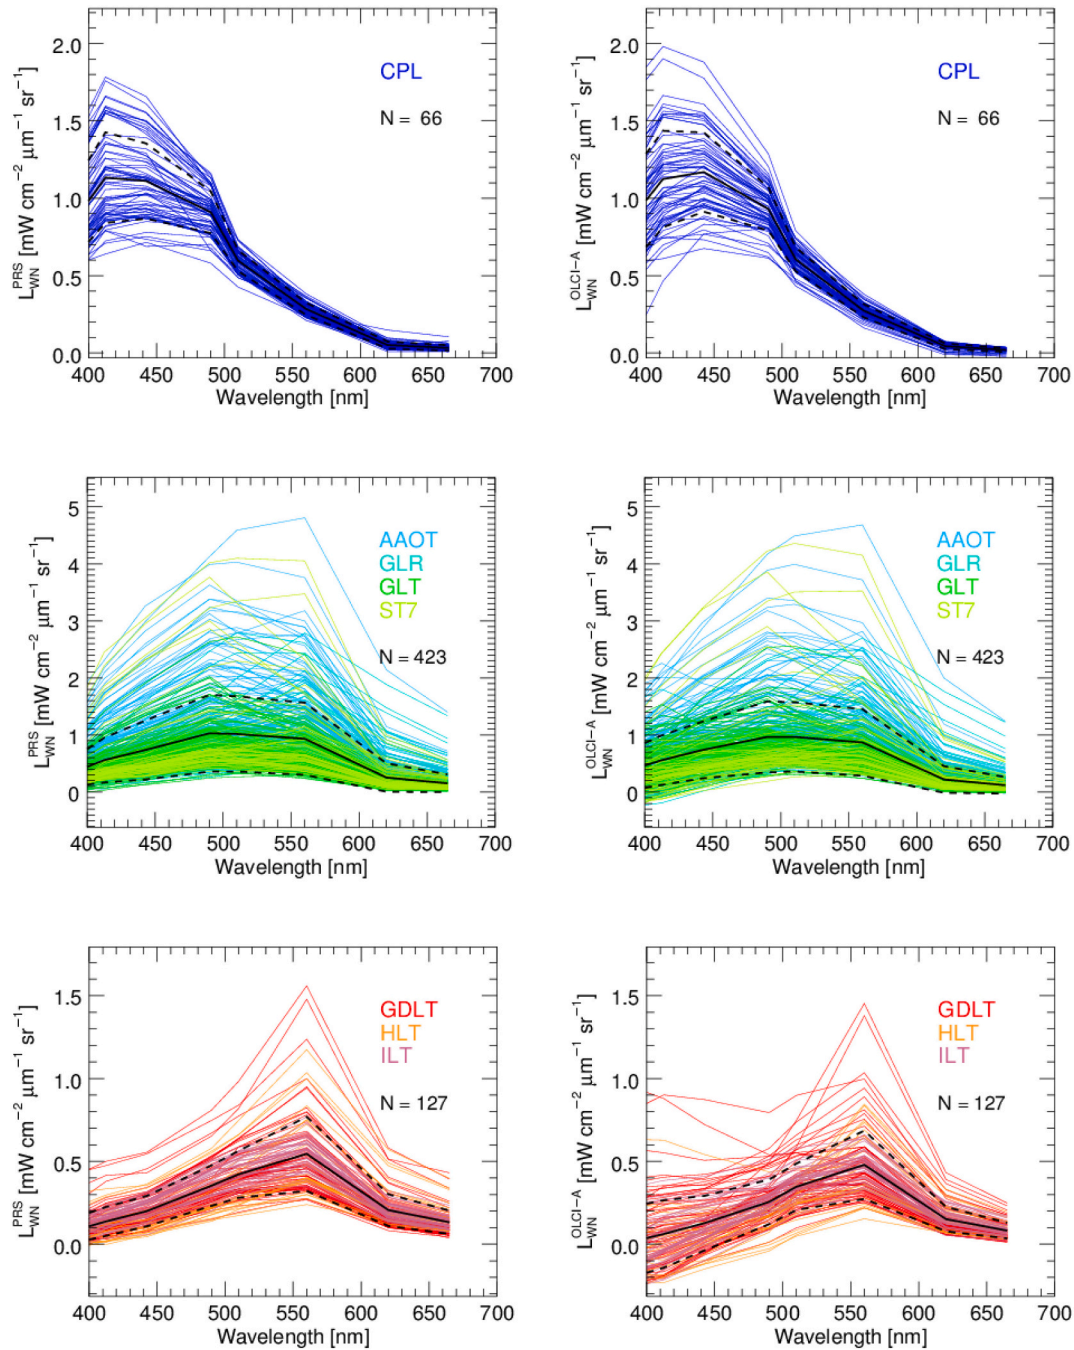 2.0
1.5
1.0
0.5
0.0
L_WN^PRS [mW cm⁻² μm⁻¹ sr⁻¹]
CPL
N = 66
400 450 500 550 600 650 700
Wavelength [nm]
2.0
1.5
1.0
0.5
0.0
L_WN^OLCI−A [mW cm⁻² μm⁻¹ sr⁻¹]
CPL
N = 66
400 450 500 550 600 650 700
Wavelength [nm]
5
4
3
2
1
0
L_WN^PRS [mW cm⁻² μm⁻¹ sr⁻¹]
AAOT
GLR
GLT
ST7
N = 423
400 450 500 550 600 650 700
Wavelength [nm]
5
4
3
2
1
0
L_WN^OLCI−A [mW cm⁻² μm⁻¹ sr⁻¹]
AAOT
GLR
GLT
ST7
N = 423
400 450 500 550 600 650 700
Wavelength [nm]
1.5
1.0
0.5
0.0
L_WN^PRS [mW cm⁻² μm⁻¹ sr⁻¹]
GDLT
HLT
ILT
N = 127
400 450 500 550 600 650 700
Wavelength [nm]
1.5
1.0
0.5
0.0
L_WN^OLCI−A [mW cm⁻² μm⁻¹ sr⁻¹]
GDLT
HLT
ILT
N = 127
400 450 500 550 600 650 700
Wavelength [nm]